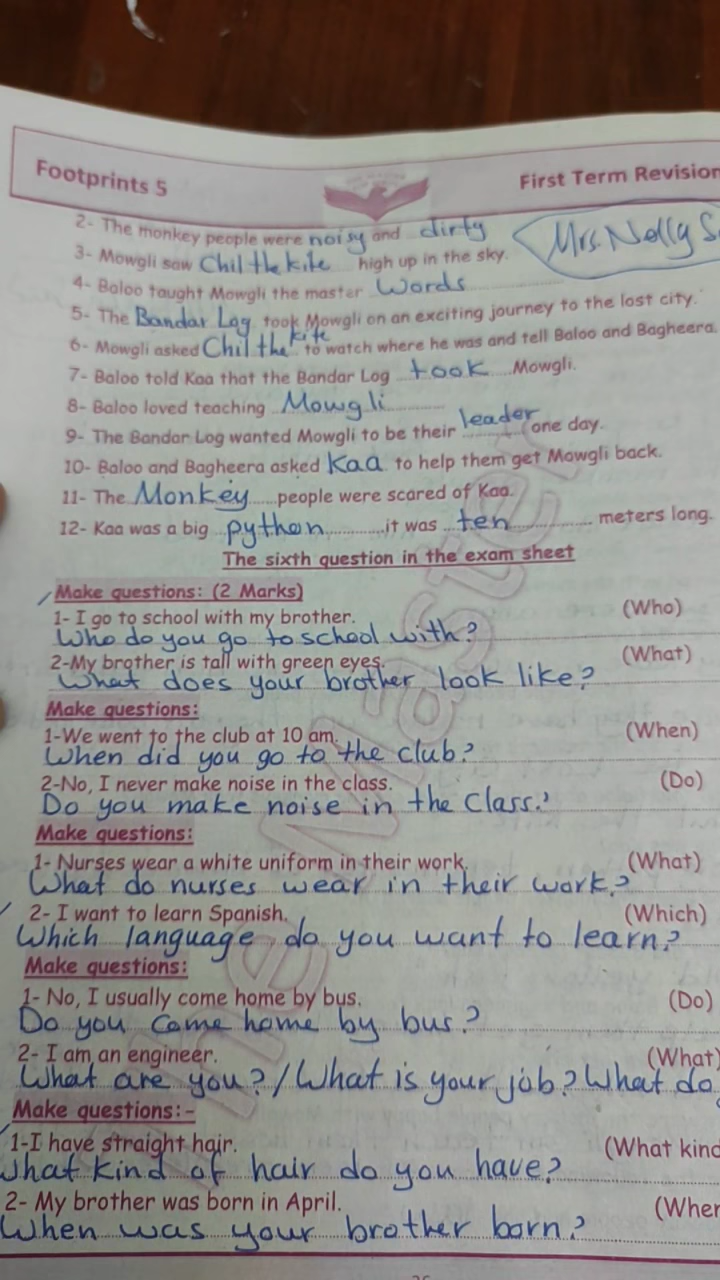 Footprints 5
First Term Revision
2- The monkey people were noisy and dirty
Mrs. Nelly S
3- Mowgli saw Chil the kite high up in the sky.
4- Baloo taught Mowgli the master Words
5- The Bandar Log took Mowgli on an exciting journey to the lost city.
6- Mowgli asked Chil the kite to watch where he was and tell Baloo and Bagheera.
7- Baloo told Kaa that the Bandar Log took Mowgli.
8- Baloo loved teaching Mowgli
9- The Bandar Log wanted Mowgli to be their leader one day.
10- Baloo and Bagheera asked Kaa to help them get Mowgli back.
11- The Monkey people were scared of Kaa.
12- Kaa was a big python it was ten meters long.
The sixth question in the exam sheet
Make questions: (2 Marks)
1- I go to school with my brother. (Who)
Who do you go to school with?
2-My brother is tall with green eyes. (What)
What does your brother look like?
Make questions:
1-We went to the club at 10 am. (When)
When did you go to the club?
2-No, I never make noise in the class. (Do)
Do you make noise in the class?
Make questions:
1- Nurses wear a white uniform in their work. (What)
What do nurses wear in their work?
2- I want to learn Spanish. (Which)
Which language do you want to learn?
Make questions:
1- No, I usually come home by bus. (Do)
Do you come home by bus?
2- I am an engineer. (What)
What are you? / What is your job? What do
Make questions:-
1-I have straight hair. (What kind
What kind of hair do you have?
2- My brother was born in April. (When
When was your brother born?
The Master